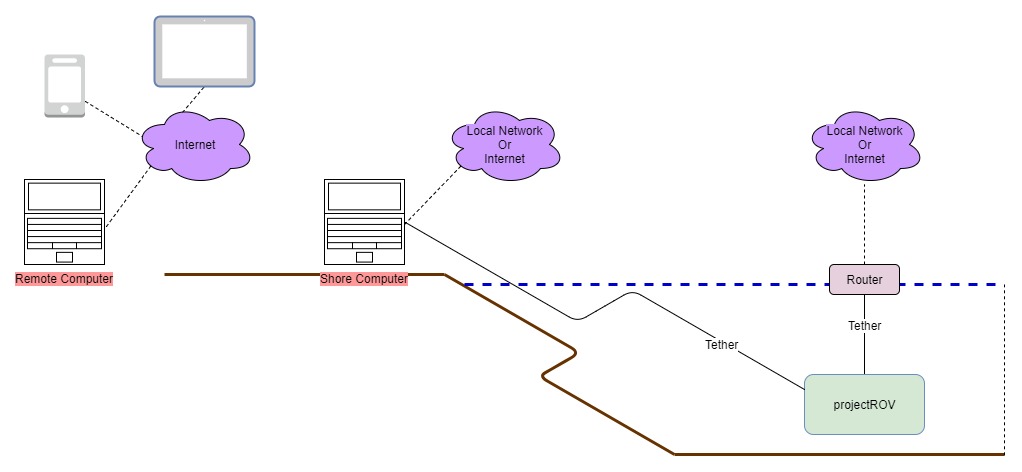 Internet
Local Network
Or
Internet
Local Network
Or
Internet
Remote Computer
Shore Computer
Router
Tether
Tether
projectROV